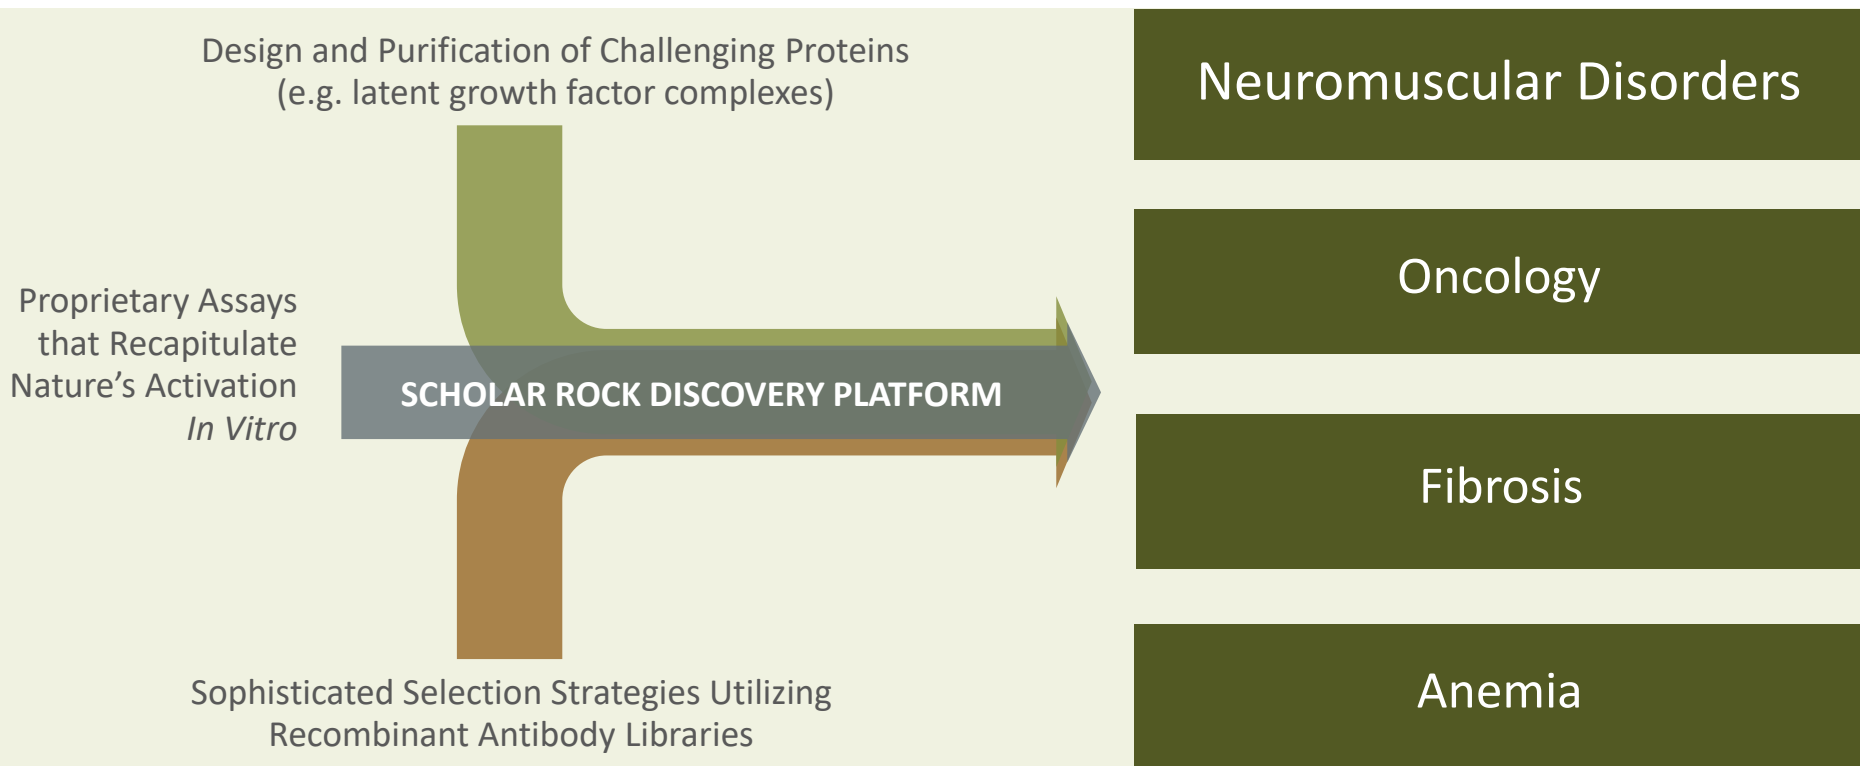 Design and Purification of Challenging Proteins
(e.g. latent growth factor complexes)
Proprietary Assays
that Recapitulate
Nature’s Activation
In Vitro
SCHOLAR ROCK DISCOVERY PLATFORM
Sophisticated Selection Strategies Utilizing
Recombinant Antibody Libraries
Neuromuscular Disorders
Oncology
Fibrosis
Anemia